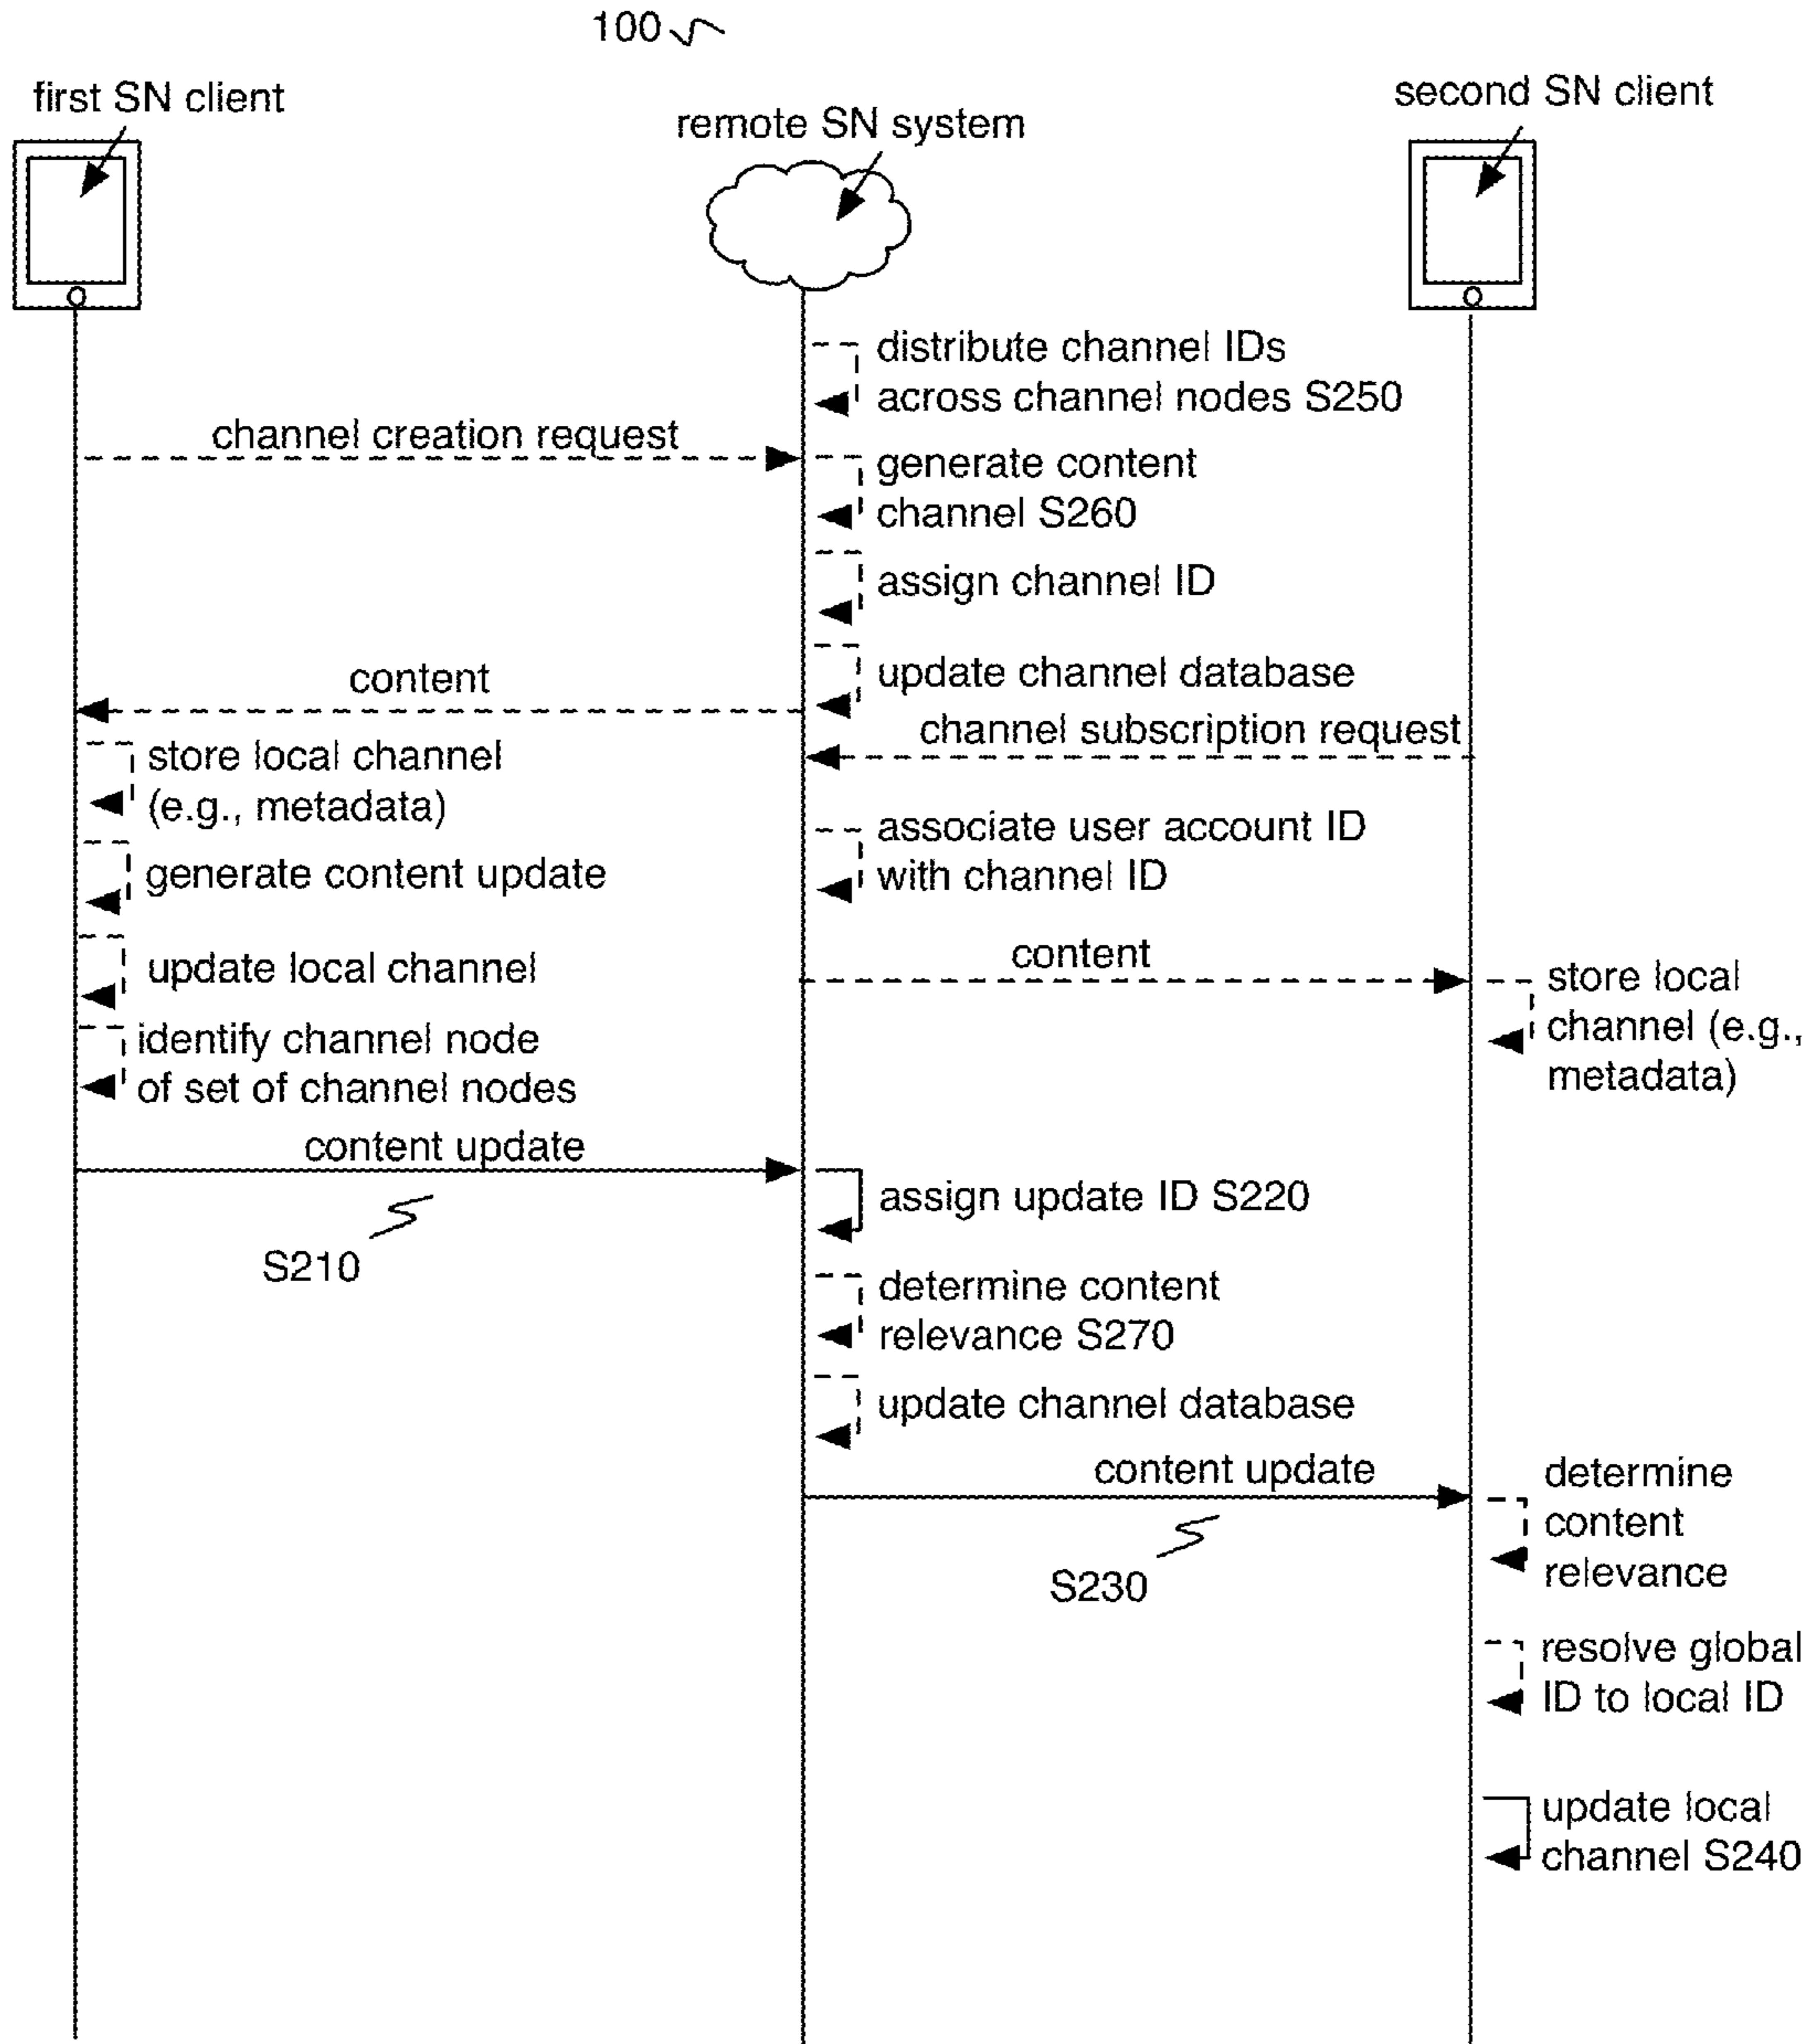 100
first SN client
remote SN system
second SN client
distribute channel IDs
across channel nodes S250
channel creation request
generate content
channel S260
assign channel ID
update channel database
content
channel subscription request
store local channel
(e.g., metadata)
associate user account ID
with channel ID
generate content update
content
update local channel
store local
channel (e.g.,
metadata)
identify channel node
of set of channel nodes
content update
S210
assign update ID S220
determine content
relevance S270
update channel database
content update
S230
determine
content
relevance
resolve global
ID to local ID
update local
channel S240